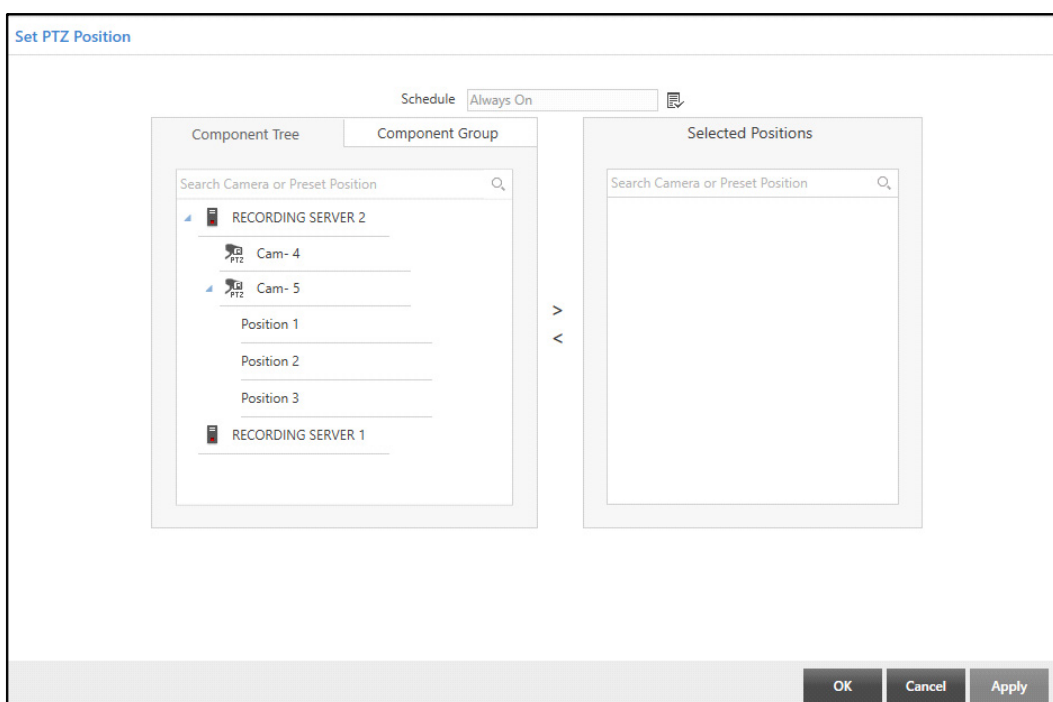 Set PTZ Position
Schedule Always On
Component Tree Component Group
Selected Positions
Search Camera or Preset Position
Search Camera or Preset Position
RECORDING SERVER 2
PTZ Cam- 4
PTZ Cam- 5
Position 1
Position 2
Position 3
RECORDING SERVER 1
>
<
OK Cancel Apply